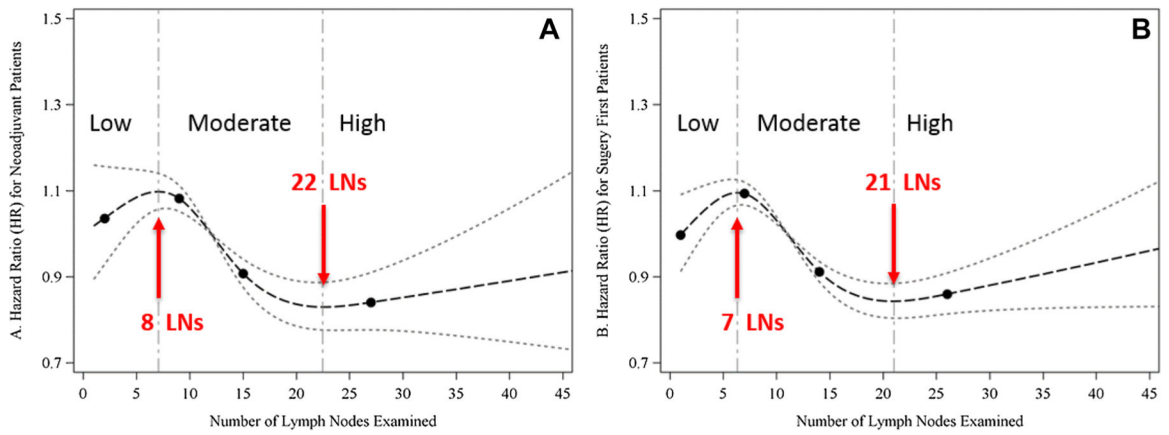 A
A. Hazard Ratio (HR) for Neoadjuvant Patients
1.5
1.3
1.1
0.9
0.7
Low
Moderate
High
22 LNs
8 LNs
0
5
10
15
20
25
30
35
40
45
Number of Lymph Nodes Examined
B
B. Hazard Ratio (HR) for Sugery First Patients
1.5
1.3
1.1
0.9
0.7
Low
Moderate
High
21 LNs
7 LNs
0
5
10
15
20
25
30
35
40
45
Number of Lymph Nodes Examined